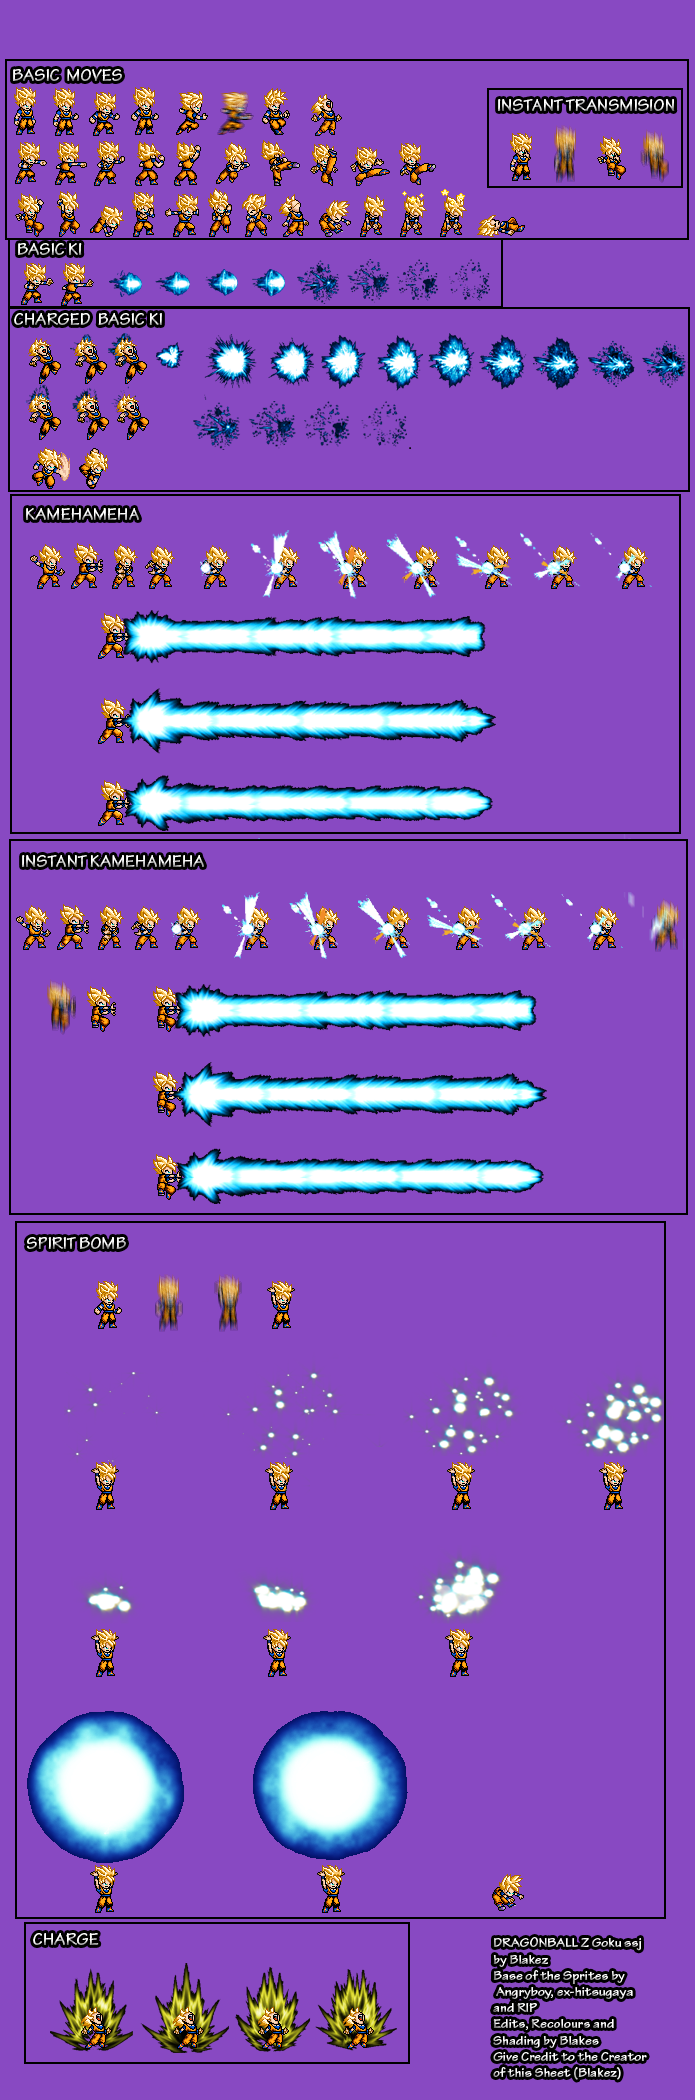 BASIC MOVES
INSTANT TRANSMISION
BASIC KI
CHARGED BASIC KI
KAMEHAMEHA
INSTANT KAMEHAMEHA
SPIRIT BOMB
CHARGE
DRAGONBALL Z Goku ssj
by Blakez
Base of the Sprites by
Angryboy, ex-hitsugaya
and RIP
Edits, Recolours and
Shading by Blakes
Give Credit to the Creator
of this Sheet (Blakez)